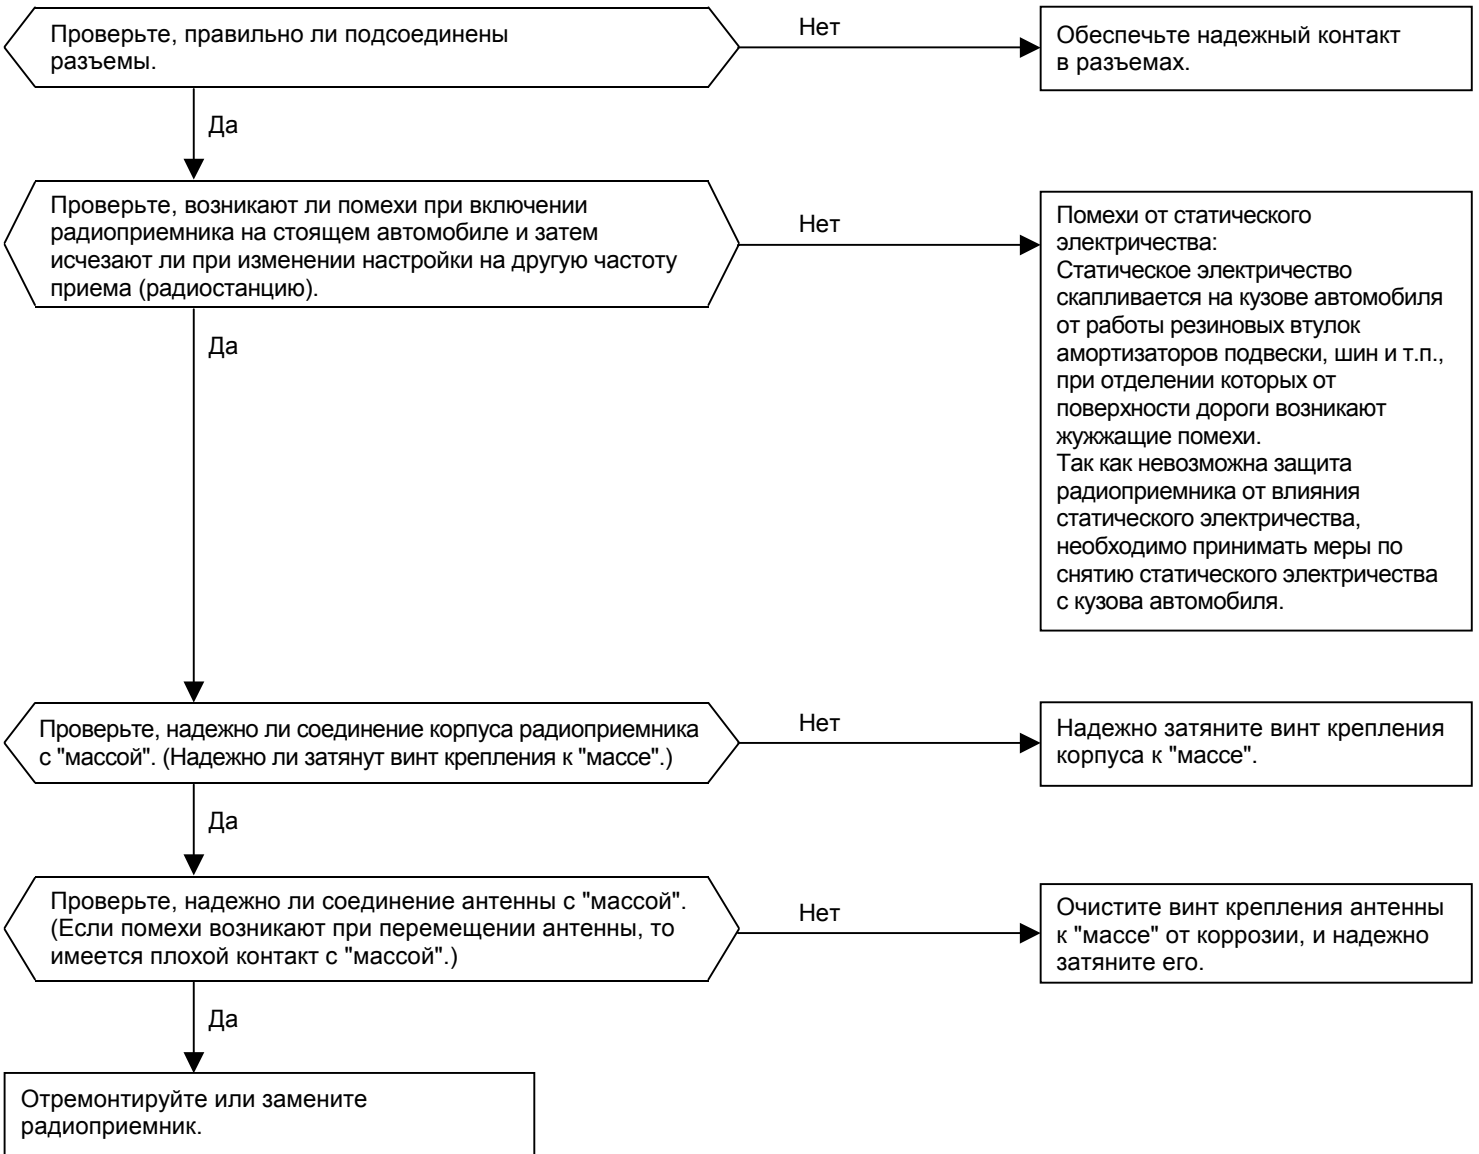 Проверьте, правильно ли подсоединены
разъемы.
Нет
Обеспечьте надежный контакт
в разъемах.
Да
Проверьте, возникают ли помехи при включении
радиоприемника на стоящем автомобиле и затем
исчезают ли при изменении настройки на другую частоту
приема (радиостанцию).
Нет
Помехи от статического
электричества:
Статическое электричество
скапливается на кузове автомобиля
от работы резиновых втулок
амортизаторов подвески, шин и т.п.,
при отделении которых от
поверхности дороги возникают
жужжащие помехи.
Так как невозможна защита
радиоприемника от влияния
статического электричества,
необходимо принимать меры по
снятию статического электричества
с кузова автомобиля.
Да
Проверьте, надежно ли соединение корпуса радиоприемника
с "массой". (Надежно ли затянут винт крепления к "массе".)
Нет
Надежно затяните винт крепления
корпуса к "массе".
Да
Проверьте, надежно ли соединение антенны с "массой".
(Если помехи возникают при перемещении антенны, то
имеется плохой контакт с "массой".)
Нет
Очистите винт крепления антенны
к "массе" от коррозии, и надежно
затяните его.
Да
Отремонтируйте или замените
радиоприемник.